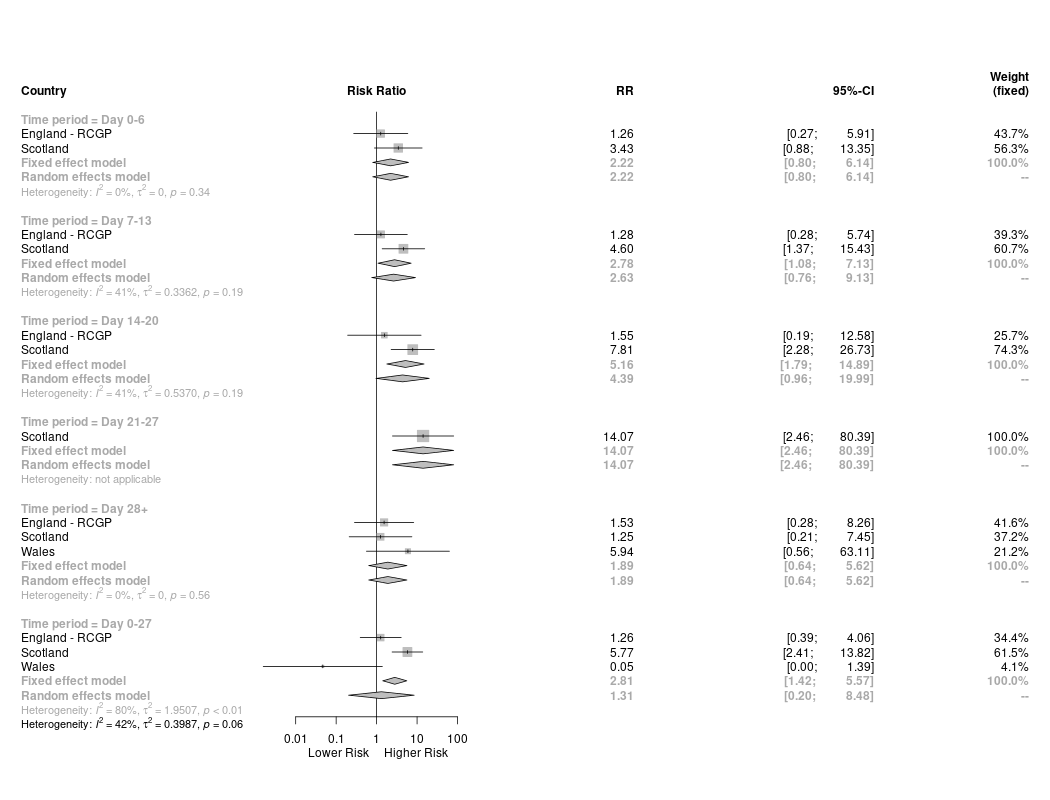 Weight
Country Risk Ratio RR 95%-CI (fixed)
Time period = Day 0-6
England - RCGP 1.26 [0.27; 5.91] 43.7%
Scotland 3.43 [0.88; 13.35] 56.3%
Fixed effect model 2.22 [0.80; 6.14] 100.0%
Random effects model 2.22 [0.80; 6.14] --
Heterogeneity: I² = 0%, τ² = 0, p = 0.34
Time period = Day 7-13
England - RCGP 1.28 [0.28; 5.74] 39.3%
Scotland 4.60 [1.37; 15.43] 60.7%
Fixed effect model 2.78 [1.08; 7.13] 100.0%
Random effects model 2.63 [0.76; 9.13] --
Heterogeneity: I² = 41%, τ² = 0.3362, p = 0.19
Time period = Day 14-20
England - RCGP 1.55 [0.19; 12.58] 25.7%
Scotland 7.81 [2.28; 26.73] 74.3%
Fixed effect model 5.16 [1.79; 14.89] 100.0%
Random effects model 4.39 [0.96; 19.99] --
Heterogeneity: I² = 41%, τ² = 0.5370, p = 0.19
Time period = Day 21-27
Scotland 14.07 [2.46; 80.39] 100.0%
Fixed effect model 14.07 [2.46; 80.39] 100.0%
Random effects model 14.07 [2.46; 80.39] --
Heterogeneity: not applicable
Time period = Day 28+
England - RCGP 1.53 [0.28; 8.26] 41.6%
Scotland 1.25 [0.21; 7.45] 37.2%
Wales 5.94 [0.56; 63.11] 21.2%
Fixed effect model 1.89 [0.64; 5.62] 100.0%
Random effects model 1.89 [0.64; 5.62] --
Heterogeneity: I² = 0%, τ² = 0, p = 0.56
Time period = Day 0-27
England - RCGP 1.26 [0.39; 4.06] 34.4%
Scotland 5.77 [2.41; 13.82] 61.5%
Wales 0.05 [0.00; 1.39] 4.1%
Fixed effect model 2.81 [1.42; 5.57] 100.0%
Random effects model 1.31 [0.20; 8.48] --
Heterogeneity: I² = 80%, τ² = 1.9507, p < 0.01
Heterogeneity: I² = 42%, τ² = 0.3987, p = 0.06
0.01 0.1 1 10 100
Lower Risk Higher Risk